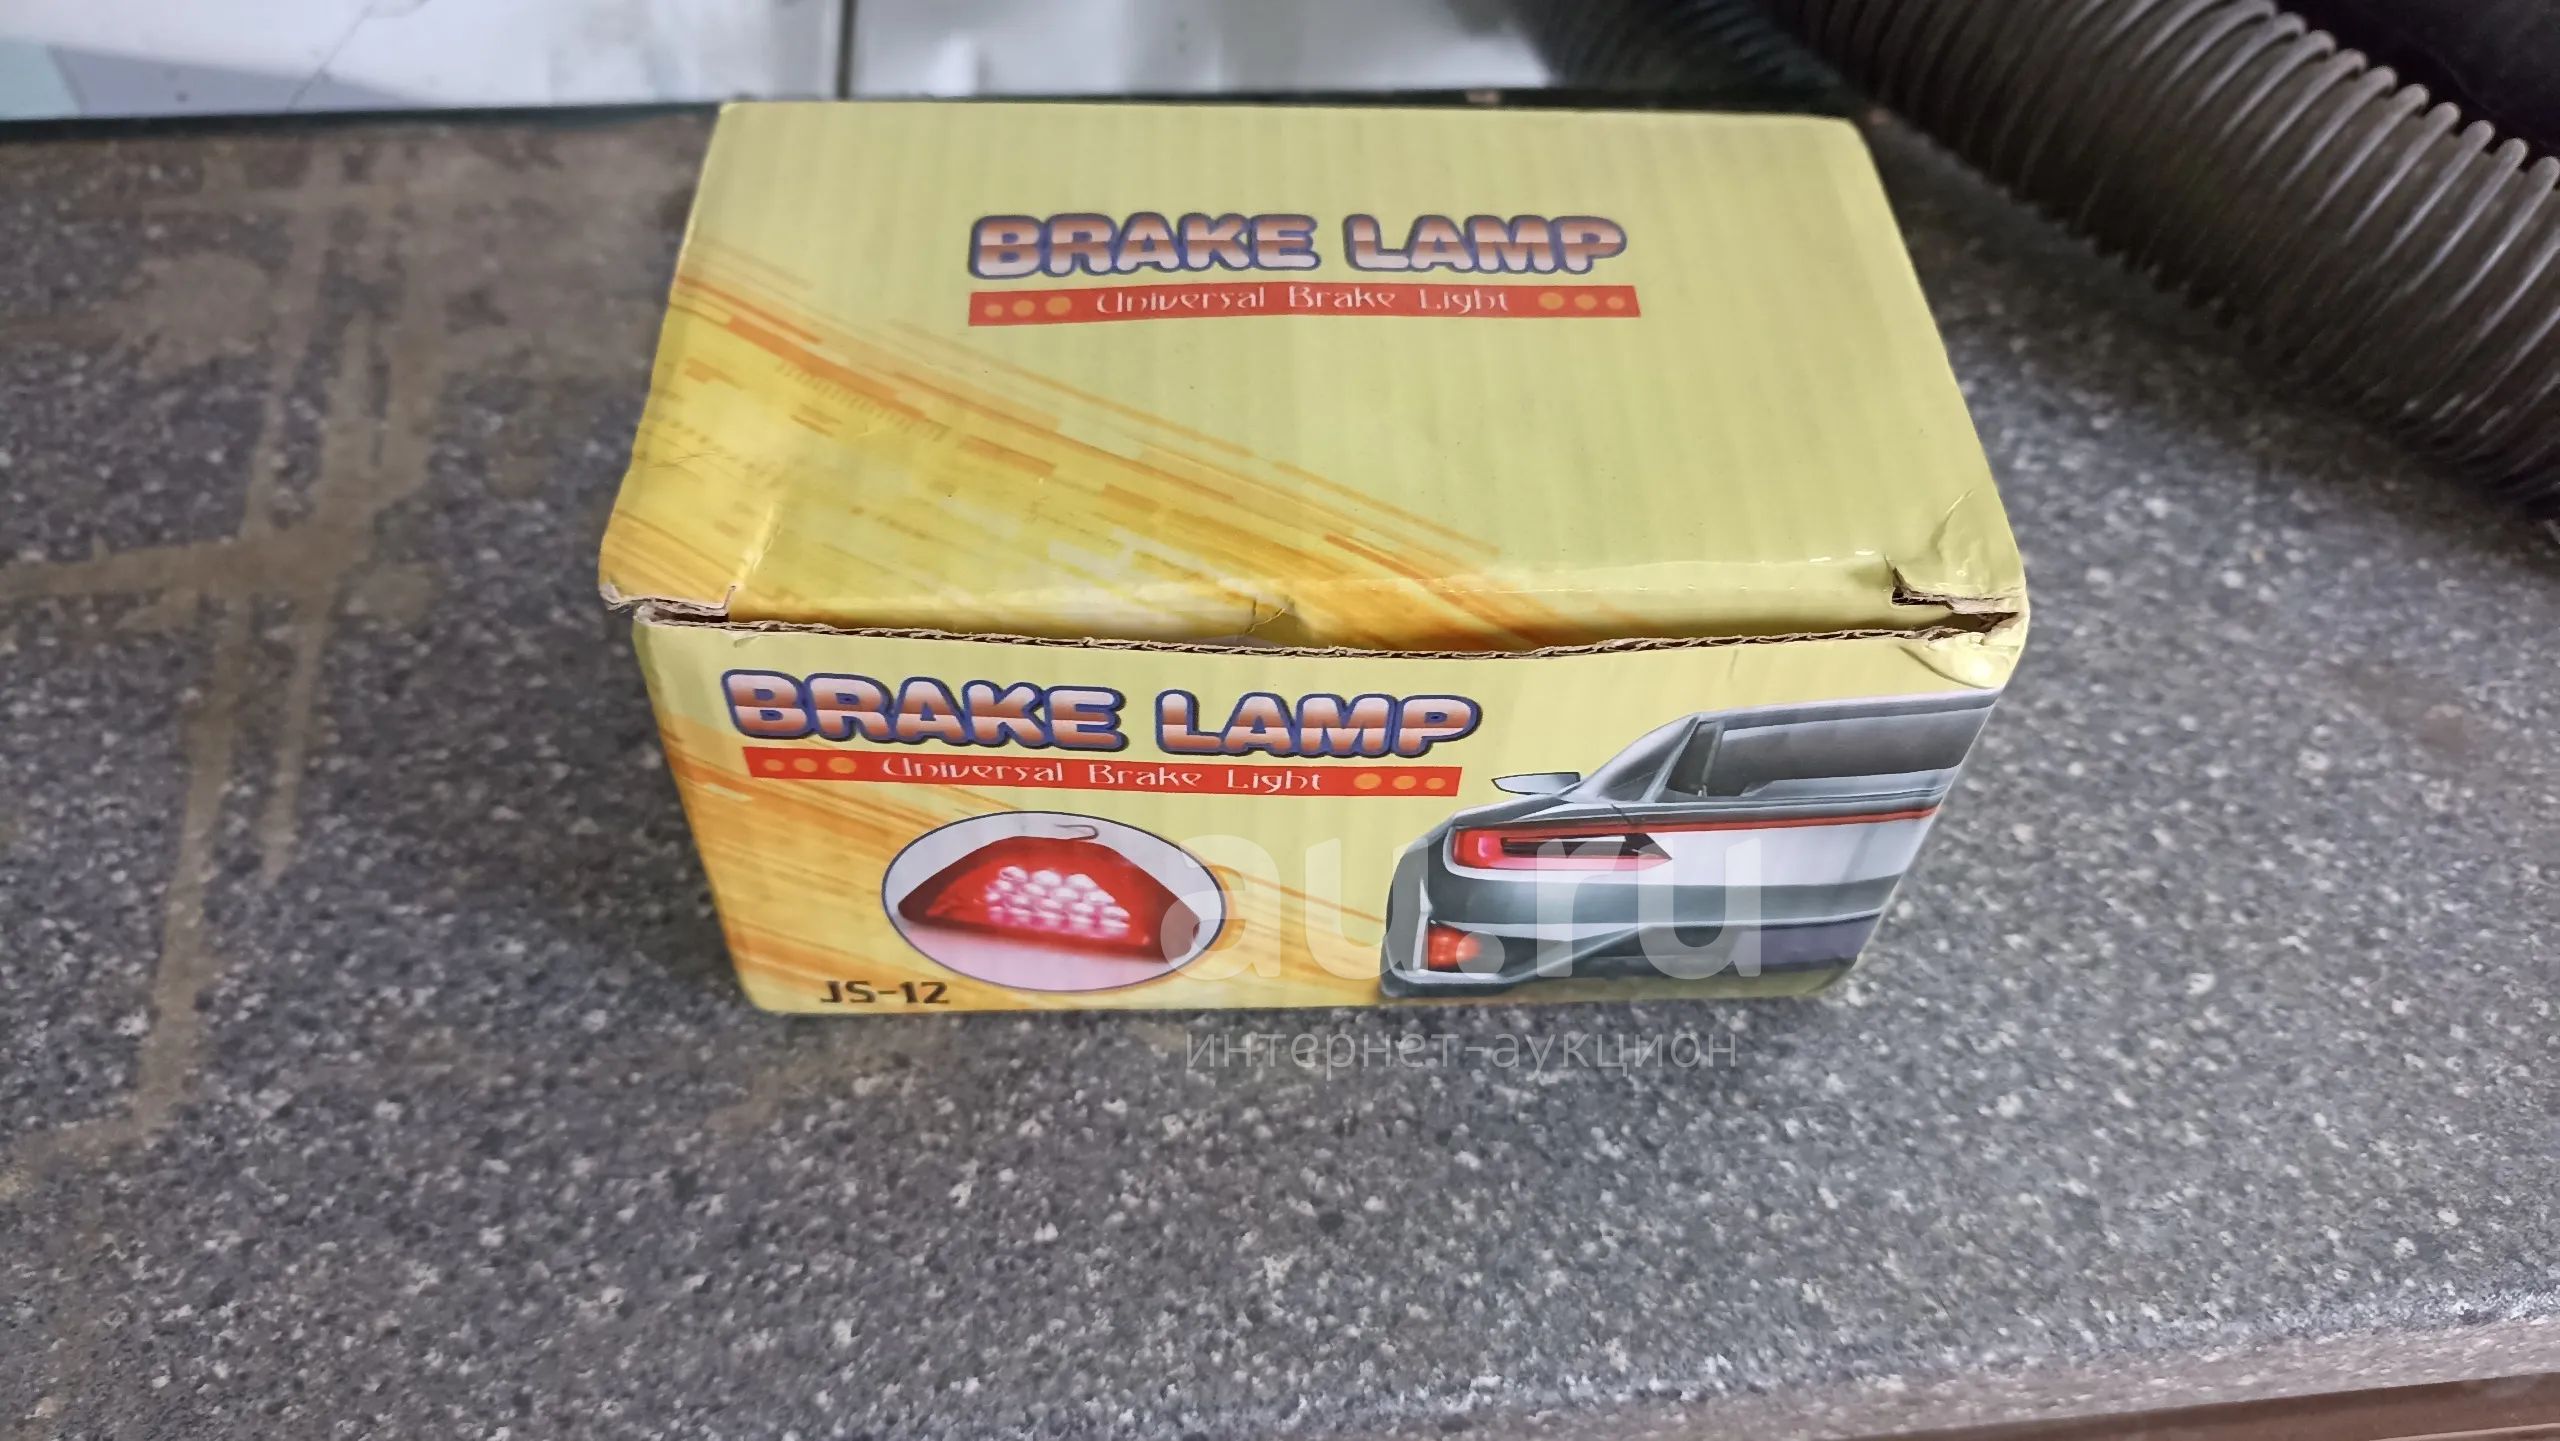 BRAKE LAMP
Universal Brake Light
BRAKE LAMP
Universal Brake Light
JS-12
au.ru
интернет-аукцион